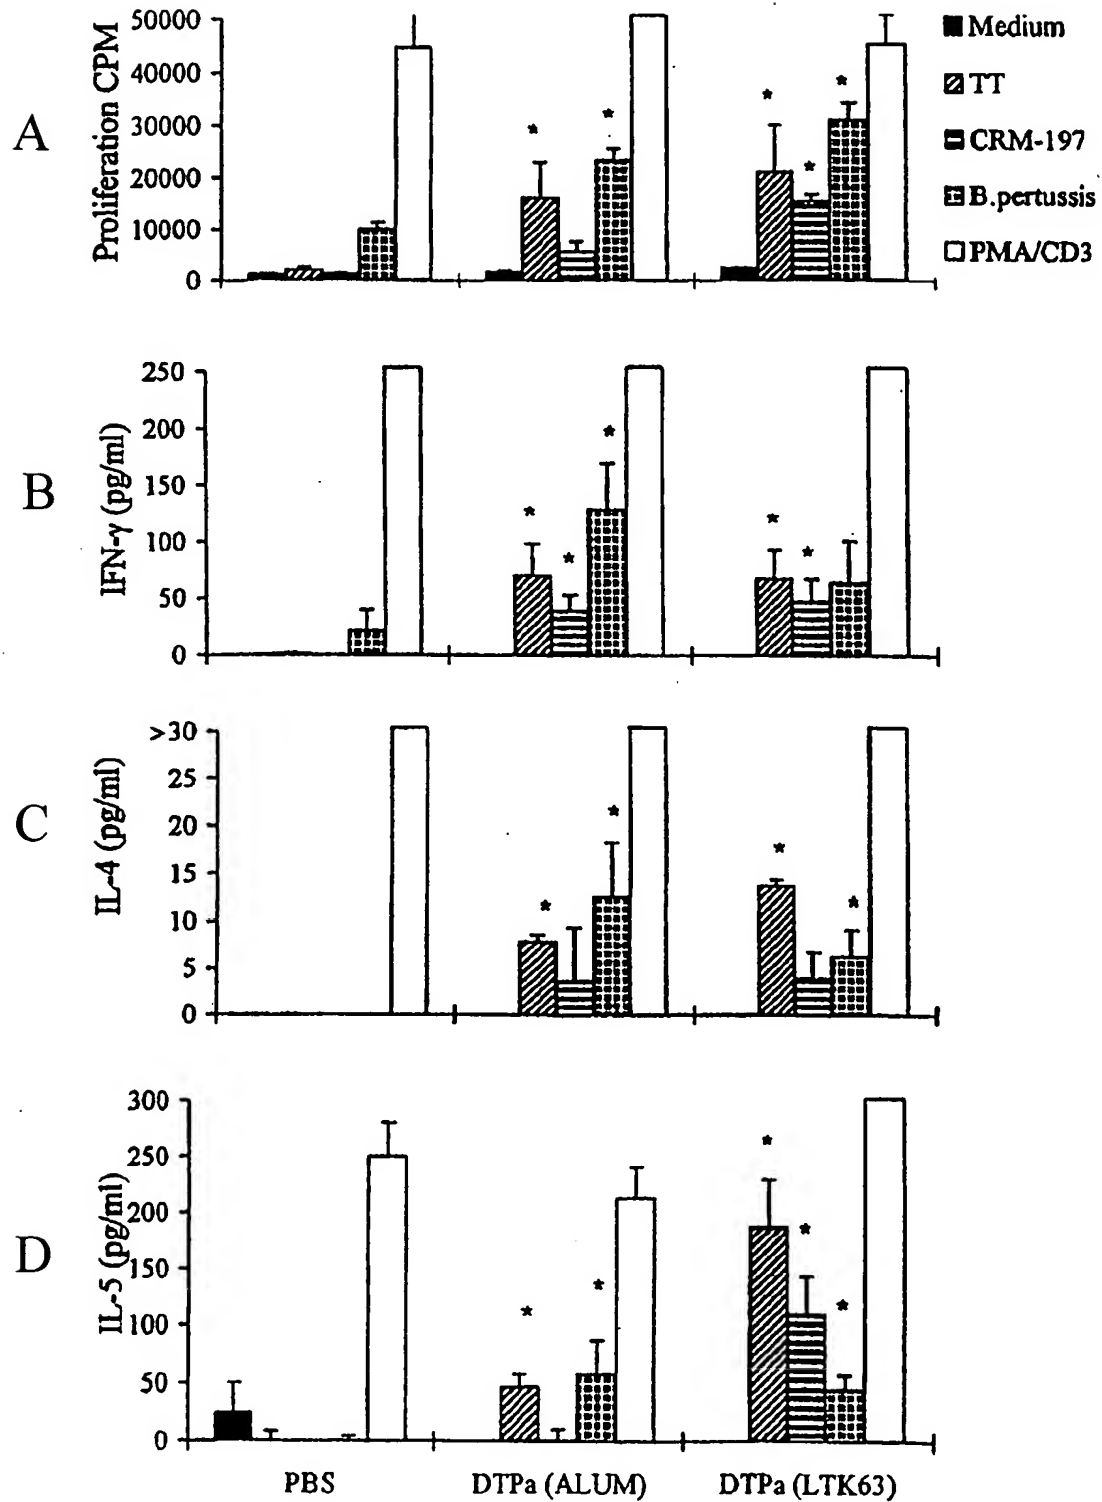 A
Proliferation CPM
50000
40000
30000
20000
10000
0
* * * * *
Medium
TT
CRM-197
B.pertussis
PMA/CD3
B
IFN-γ (pg/ml)
250
200
150
100
50
0
* * * * *
C
IL-4 (pg/ml)
>30
25
20
15
10
5
0
* * * *
D
IL-5 (pg/ml)
300
250
200
150
100
50
0
* * * * *
PBS DTPa (ALUM) DTPa (LTK63)